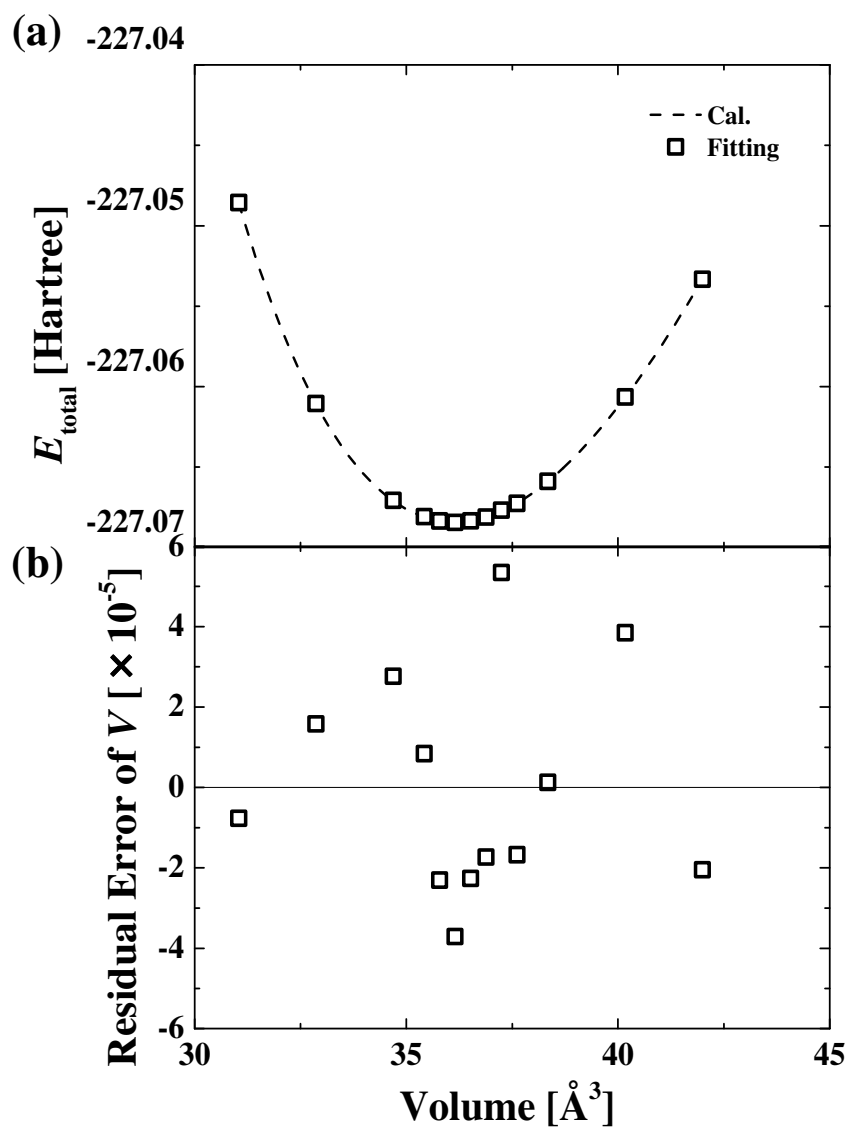 (a)
-227.04
-227.05
-227.06
-227.07
E_total [Hartree]
Cal.
Fitting
(b)
6
4
2
0
-2
-4
-6
Residual Error of V [×10^-5]
30
35
40
45
Volume [Å^3]